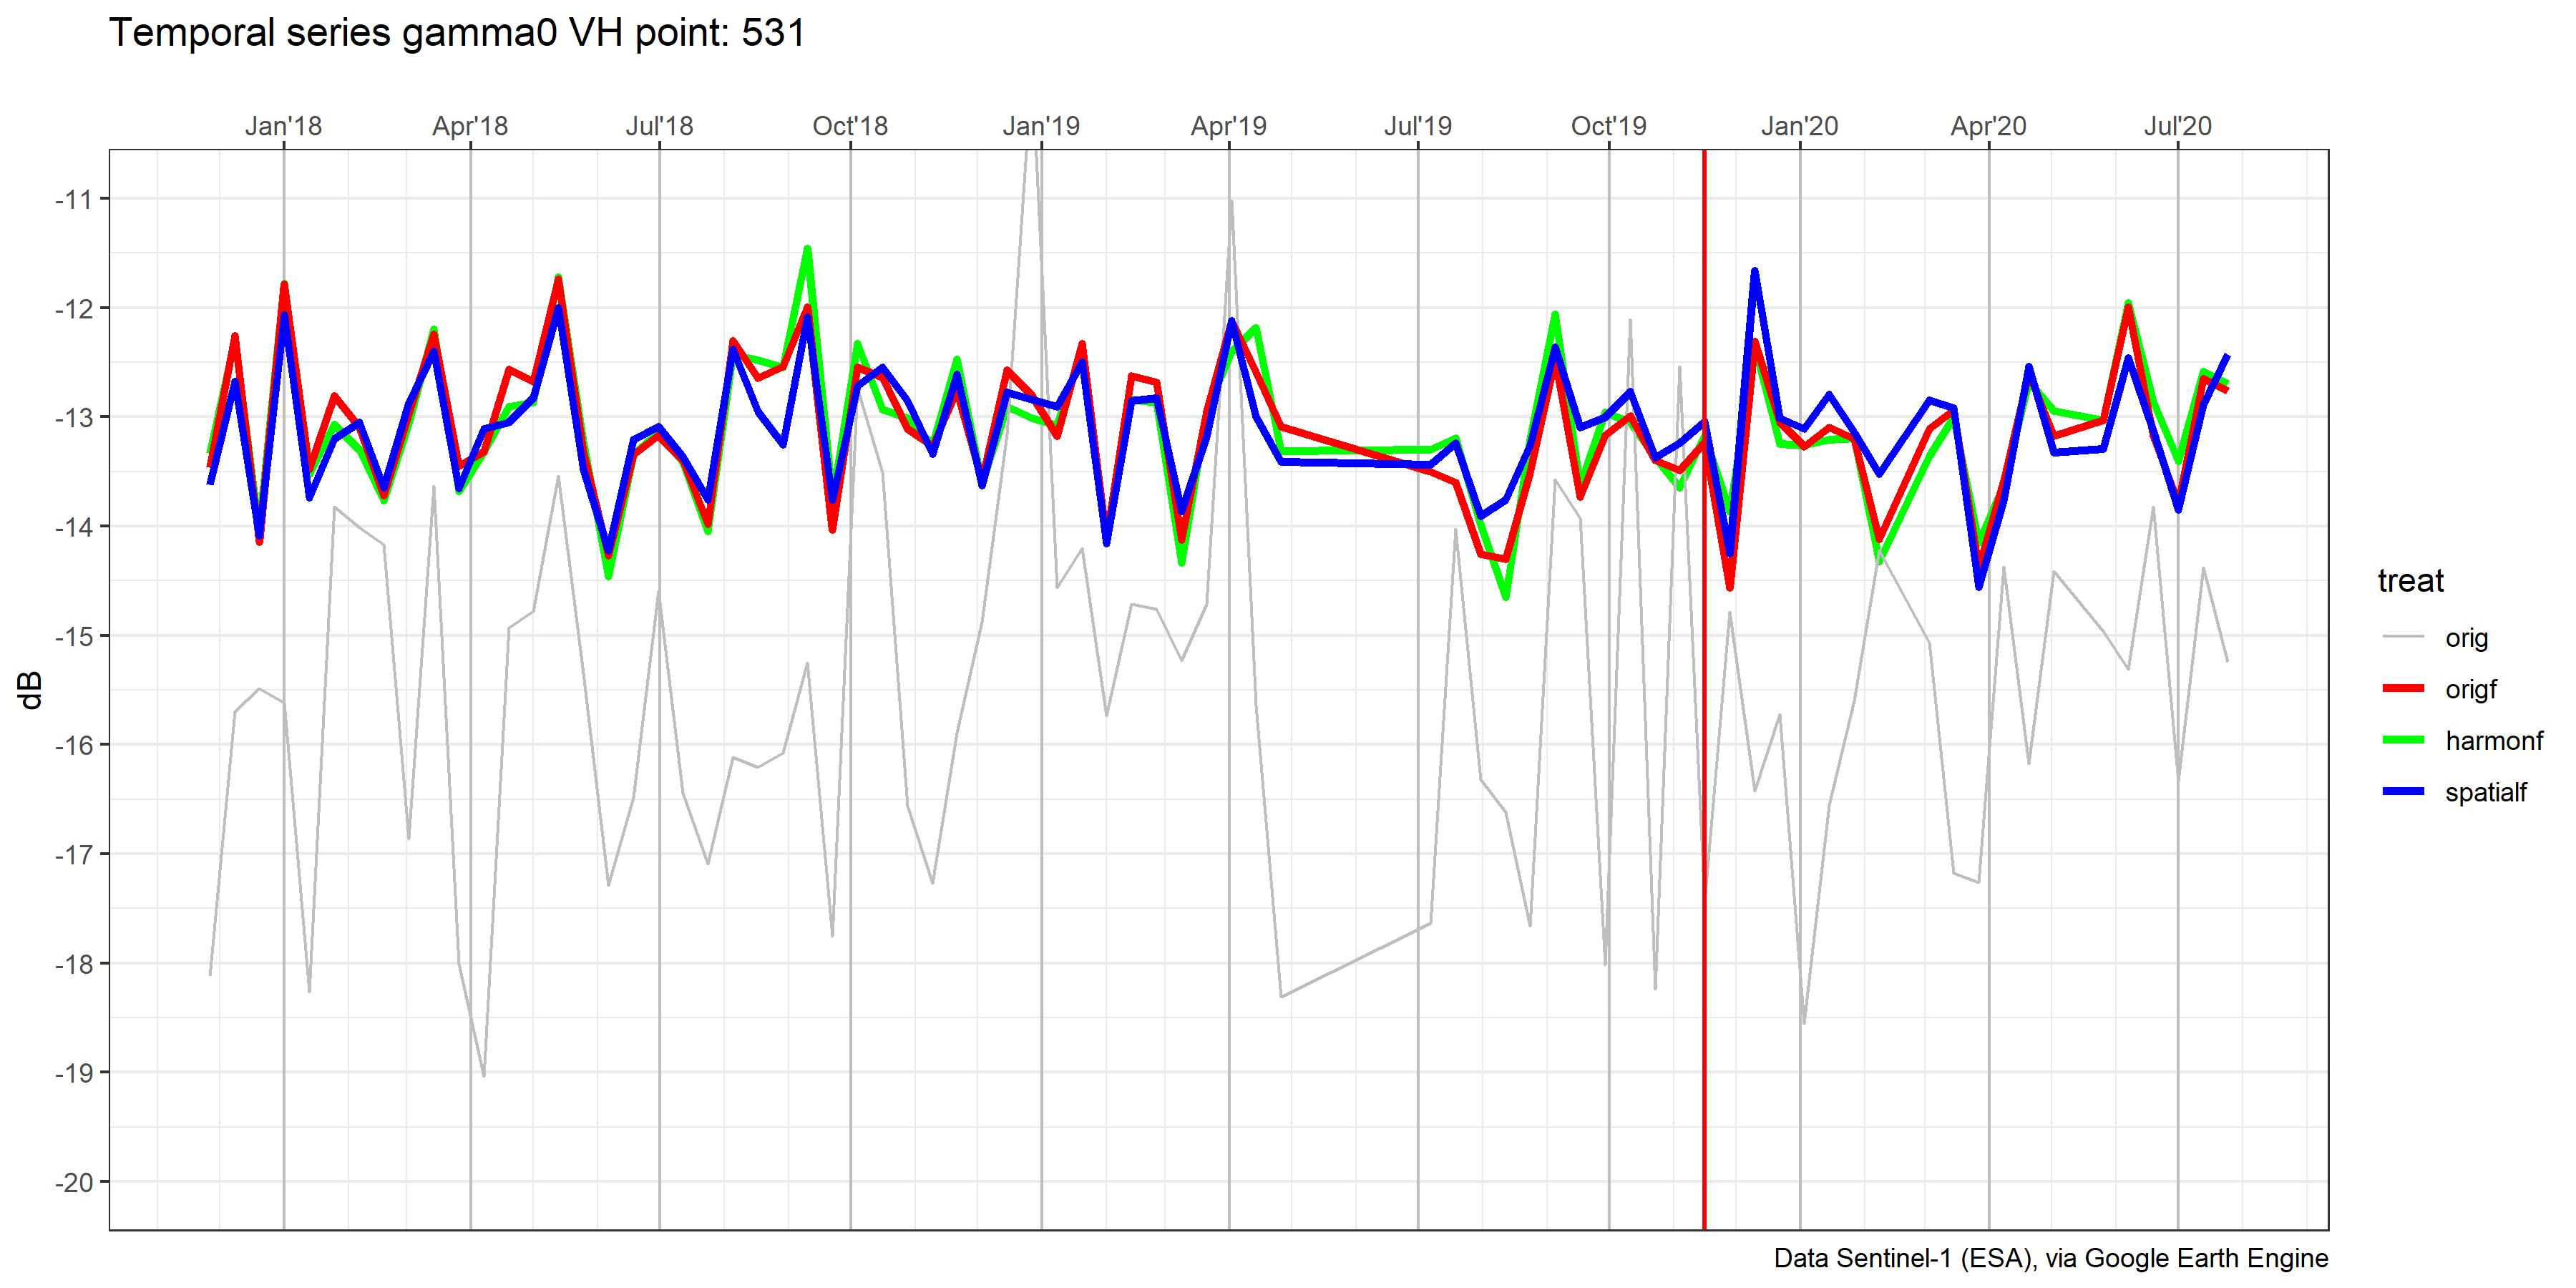 Temporal series gamma0 VH point: 531
Jan'18 Apr'18 Jul'18 Oct'18 Jan'19 Apr'19 Jul'19 Oct'19 Jan'20 Apr'20 Jul'20
-11
-12
-13
-14
-15
-16
-17
-18
-19
-20
dB
treat
orig
origf
harmonf
spatialf
Data Sentinel-1 (ESA), via Google Earth Engine